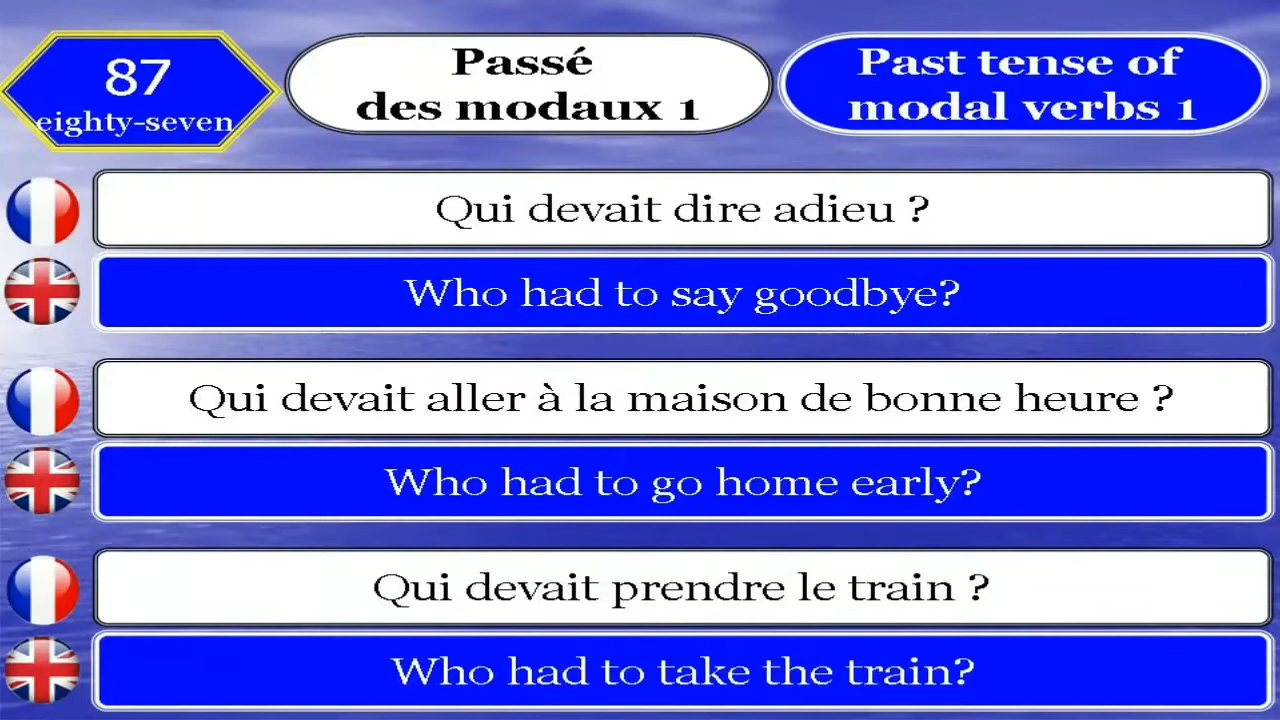 87
eighty-seven
Passé
des modaux 1
Past tense of
modal verbs 1
Qui devait dire adieu ?
Who had to say goodbye?
Qui devait aller à la maison de bonne heure ?
Who had to go home early?
Qui devait prendre le train ?
Who had to take the train?